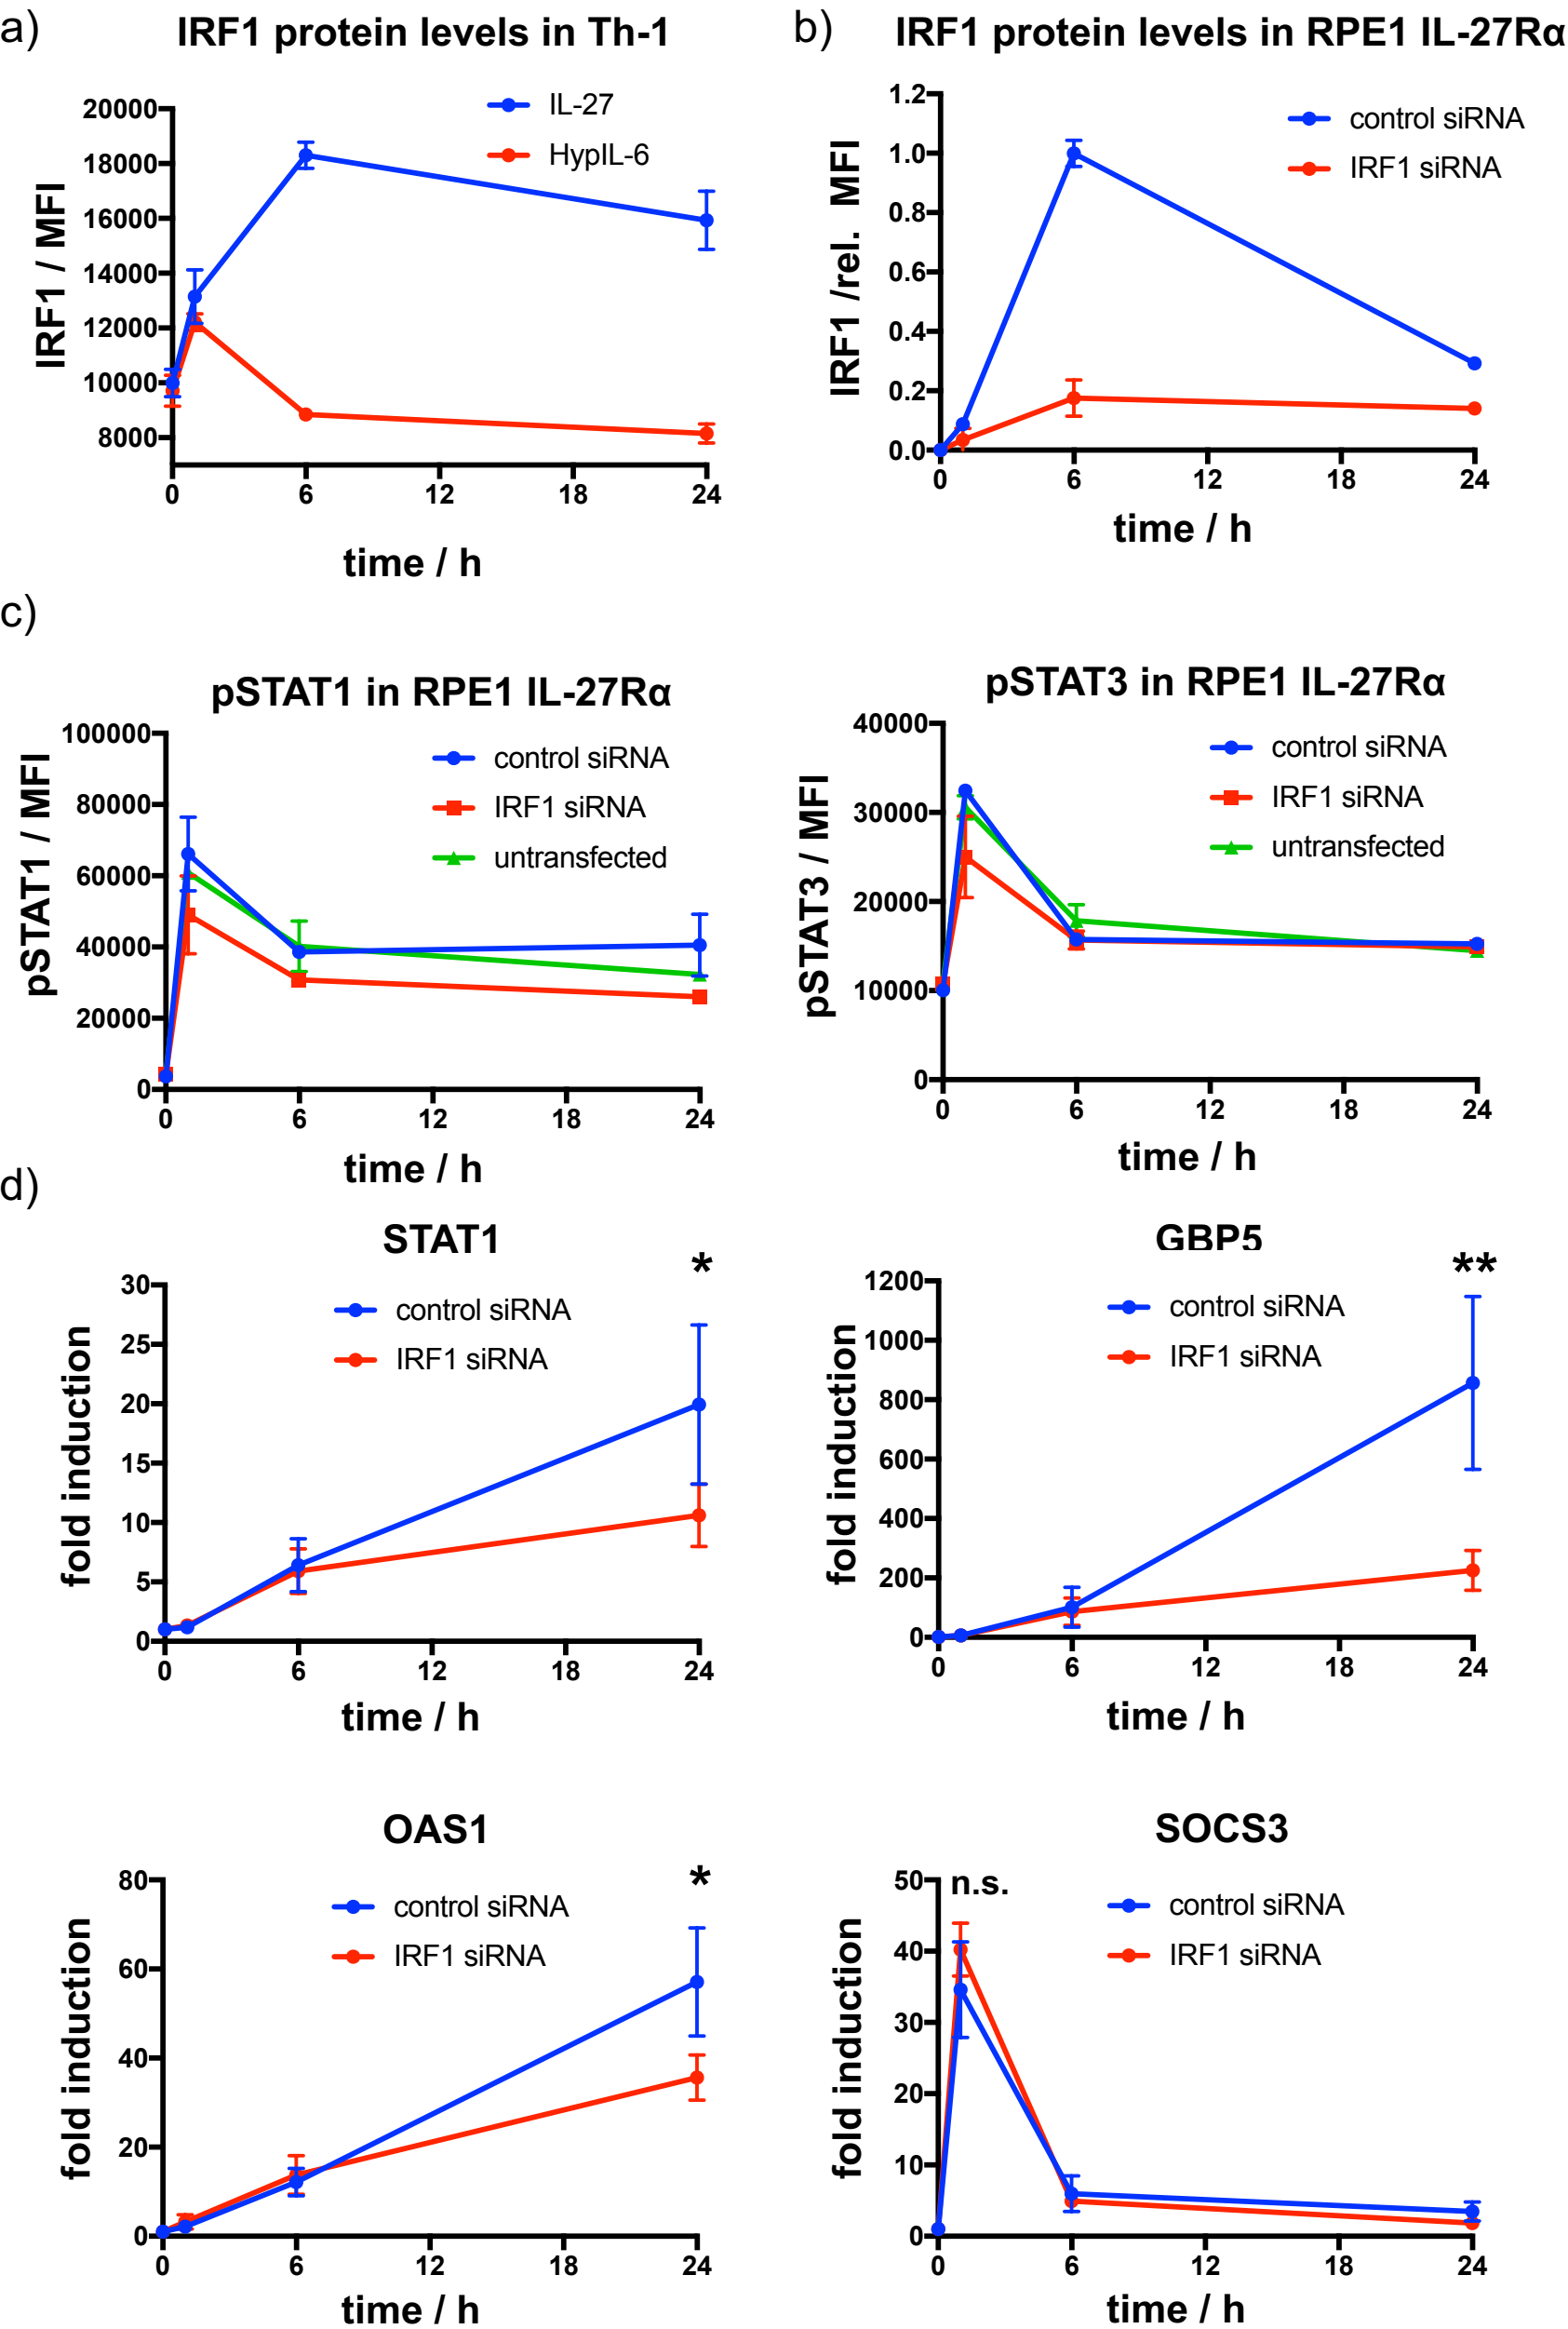 a)
IRF1 protein levels in Th-1
IL-27
HypIL-6
20000
18000
16000
14000
12000
10000
8000
IRF1 / MFI
0 6 12 18 24
time / h
b)
IRF1 protein levels in RPE1 IL-27Rα
control siRNA
IRF1 siRNA
1.2
1.0
0.8
0.6
0.4
0.2
0.0
IRF1 /rel. MFI
0 6 12 18 24
time / h
c)
pSTAT1 in RPE1 IL-27Rα
control siRNA
IRF1 siRNA
untransfected
100000
80000
60000
40000
20000
0
pSTAT1 / MFI
0 6 12 18 24
time / h
pSTAT3 in RPE1 IL-27Rα
control siRNA
IRF1 siRNA
untransfected
40000
30000
20000
10000
0
pSTAT3 / MFI
0 6 12 18 24
time / h
d)
STAT1
*
control siRNA
IRF1 siRNA
30
25
20
15
10
5
0
fold induction
0 6 12 18 24
time / h
GBP5
**
control siRNA
IRF1 siRNA
1200
1000
800
600
400
200
0
fold induction
0 6 12 18 24
time / h
OAS1
*
control siRNA
IRF1 siRNA
80
60
40
20
0
fold induction
0 6 12 18 24
time / h
SOCS3
n.s.
control siRNA
IRF1 siRNA
50
40
30
20
10
0
fold induction
0 6 12 18 24
time / h